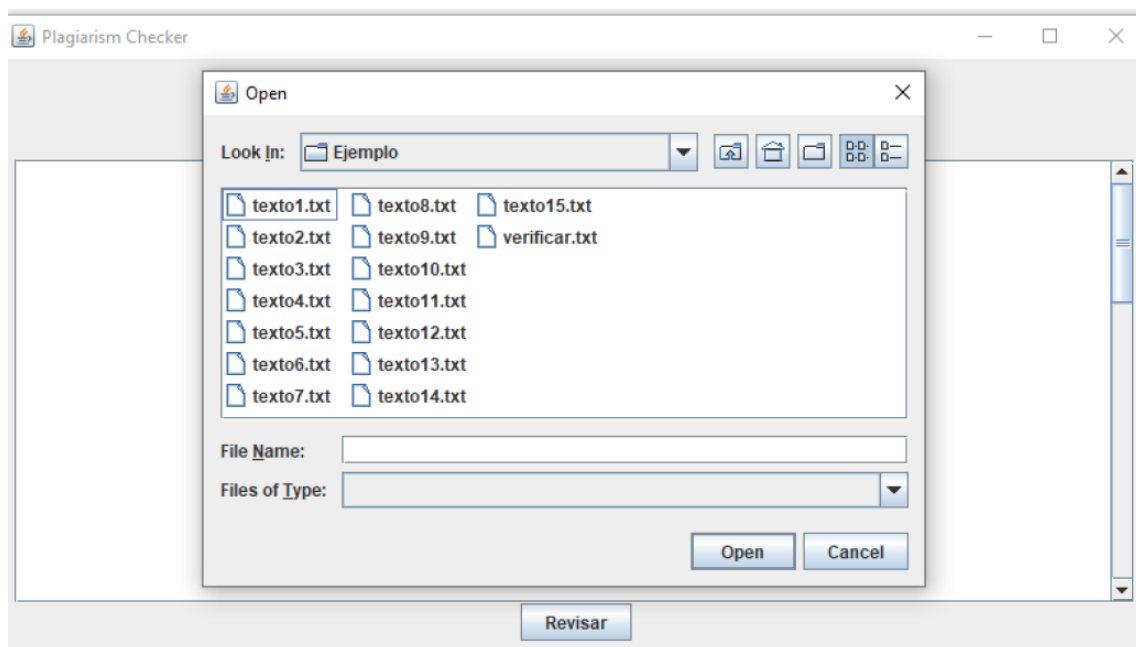 Plagiarism Checker
Open
Look In: Ejemplo
texto1.txt texto8.txt texto15.txt
texto2.txt texto9.txt verificar.txt
texto3.txt texto10.txt
texto4.txt texto11.txt
texto5.txt texto12.txt
texto6.txt texto13.txt
texto7.txt texto14.txt
File Name:
Files of Type:
Open Cancel
Revisar